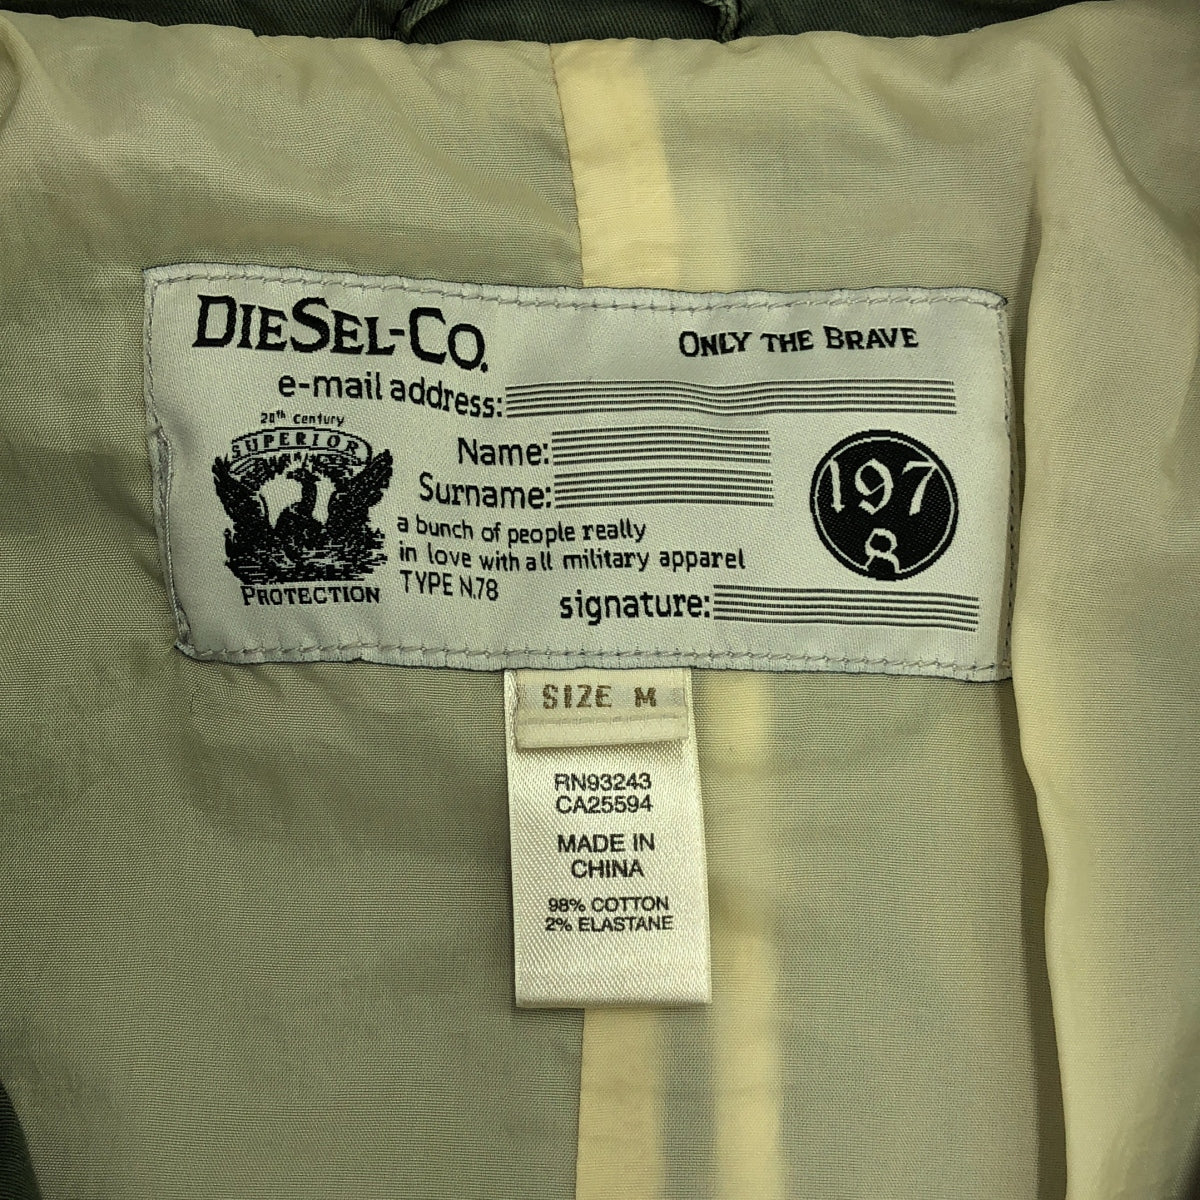 DIESEL-CO.
ONLY THE BRAVE
e-mail address:
20th Century
SUPERIOR
PROTECTION
Name:
Surname:
a bunch of people really
in love with all military apparel
TYPE N.78
signature:
197
8
SIZE M
RN93243
CA25594
MADE IN
CHINA
98% COTTON
2% ELASTANE